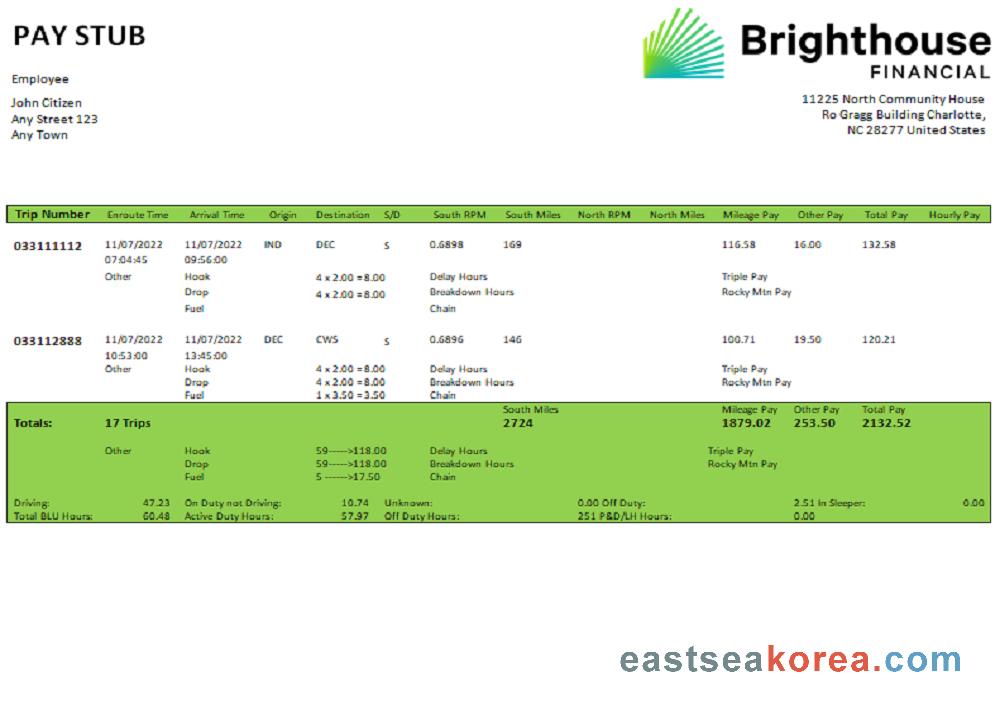 PAY STUB
Brighthouse
FINANCIAL
Employee
John Citizen
Any Street 123
Any Town
11225 North Community House
Ro Gragg Building Charlotte,
NC 28277 United States
Trip Number Enroute Time Arrival Time Origin Destination S/D South RPM South Miles North RPM North Miles Mileage Pay Other Pay Total Pay Hourly Pay
033111112 11/07/2022 11/07/2022 IND DEC S 0.6898 169 116.58 16.00 132.58
07:04:45 09:56:00
Other Hook 4 x 2.00 =8.00 Delay Hours Triple Pay
Drop 4 x 2.00 =8.00 Breakdown Hours Rocky Mtn Pay
Fuel Chain
033112888 11/07/2022 11/07/2022 DEC CWS S 0.6896 146 100.71 19.50 120.21
10:53:00 13:45:00
Other Hook 4 x 2.00 =8.00 Delay Hours Triple Pay
Drop 4 x 2.00 =8.00 Breakdown Hours Rocky Mtn Pay
Fuel 1 x 3.50 =3.50 Chain
South Miles Mileage Pay Other Pay Total Pay
Totals: 17 Trips 2724 1879.02 253.50 2132.52
Other Hook 59----->118.00 Delay Hours Triple Pay
Drop 59----->118.00 Breakdown Hours Rocky Mtn Pay
Fuel 5 ------>17.50 Chain
Driving: 47.23 On Duty not Driving: 10.74 Unknown: 0.00 Off Duty: 2.51 In Sleeper: 0.00
Total BLU Hours: 60.48 Active Duty Hours: 57.97 Off Duty Hours: 251 P&D/LH Hours: 0.00
eastseakorea.com